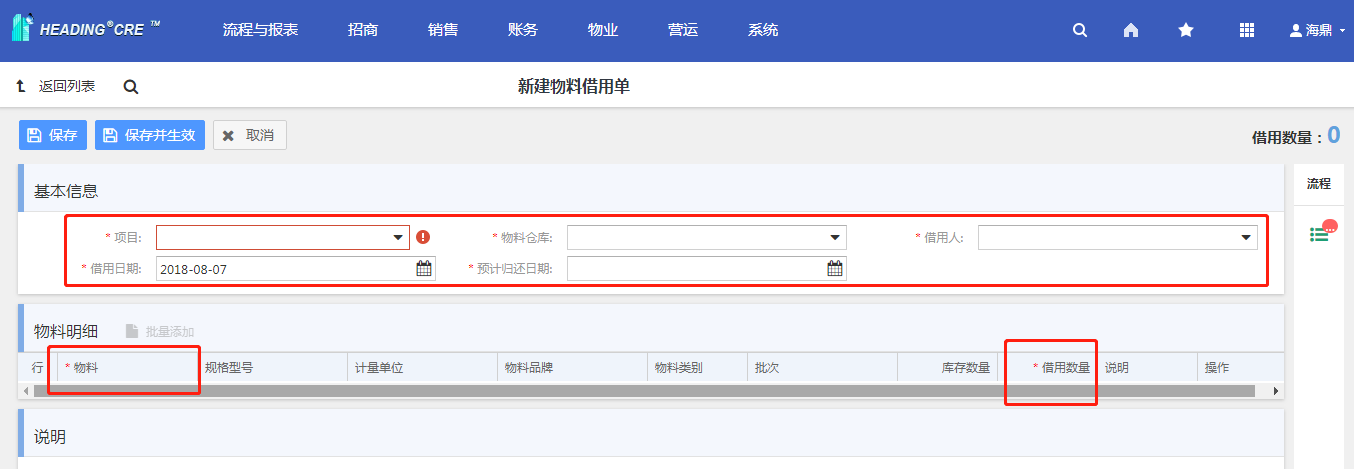 HEADING®CRE ™ 流程与报表 招商 销售 账务 物业 营运 系统 海鼎
返回列表 新建物料借用单
保存 保存并生效 取消 借用数量：0
基本信息 流程
* 项目: * 物料仓库: * 借用人:
* 借用日期: 2018-08-07 * 预计归还日期:
物料明细 批量添加
行 * 物料 规格型号 计量单位 物料品牌 物料类别 批次 库存数量 * 借用数量 说明 操作
说明